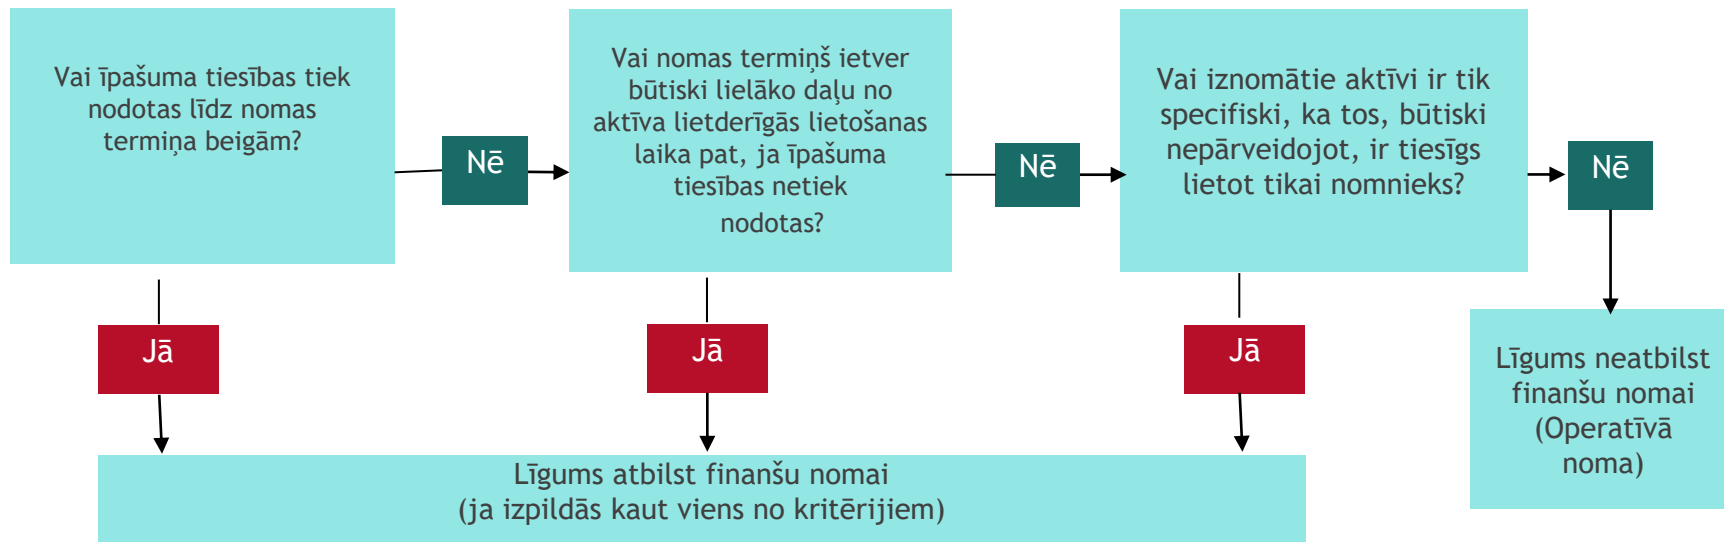 Vai īpašuma tiesības tiek
nodotas līdz nomas
termiņa beigām?
Nē
Vai nomas termiņš ietver
būtiski lielāko daļu no
aktīva lietderīgās lietošanas
laika pat, ja īpašuma
tiesības netiek
nodotas?
Nē
Vai iznomātie aktīvi ir tik
specifiski, ka tos, būtiski
nepārveidojot, ir tiesīgs
lietot tikai nomnieks?
Nē
Jā
Jā
Jā
Līgums atbilst finanšu nomai
(ja izpildās kaut viens no kritērijiem)
Līgums neatbilst
finanšu nomai
(Operatīvā
noma)